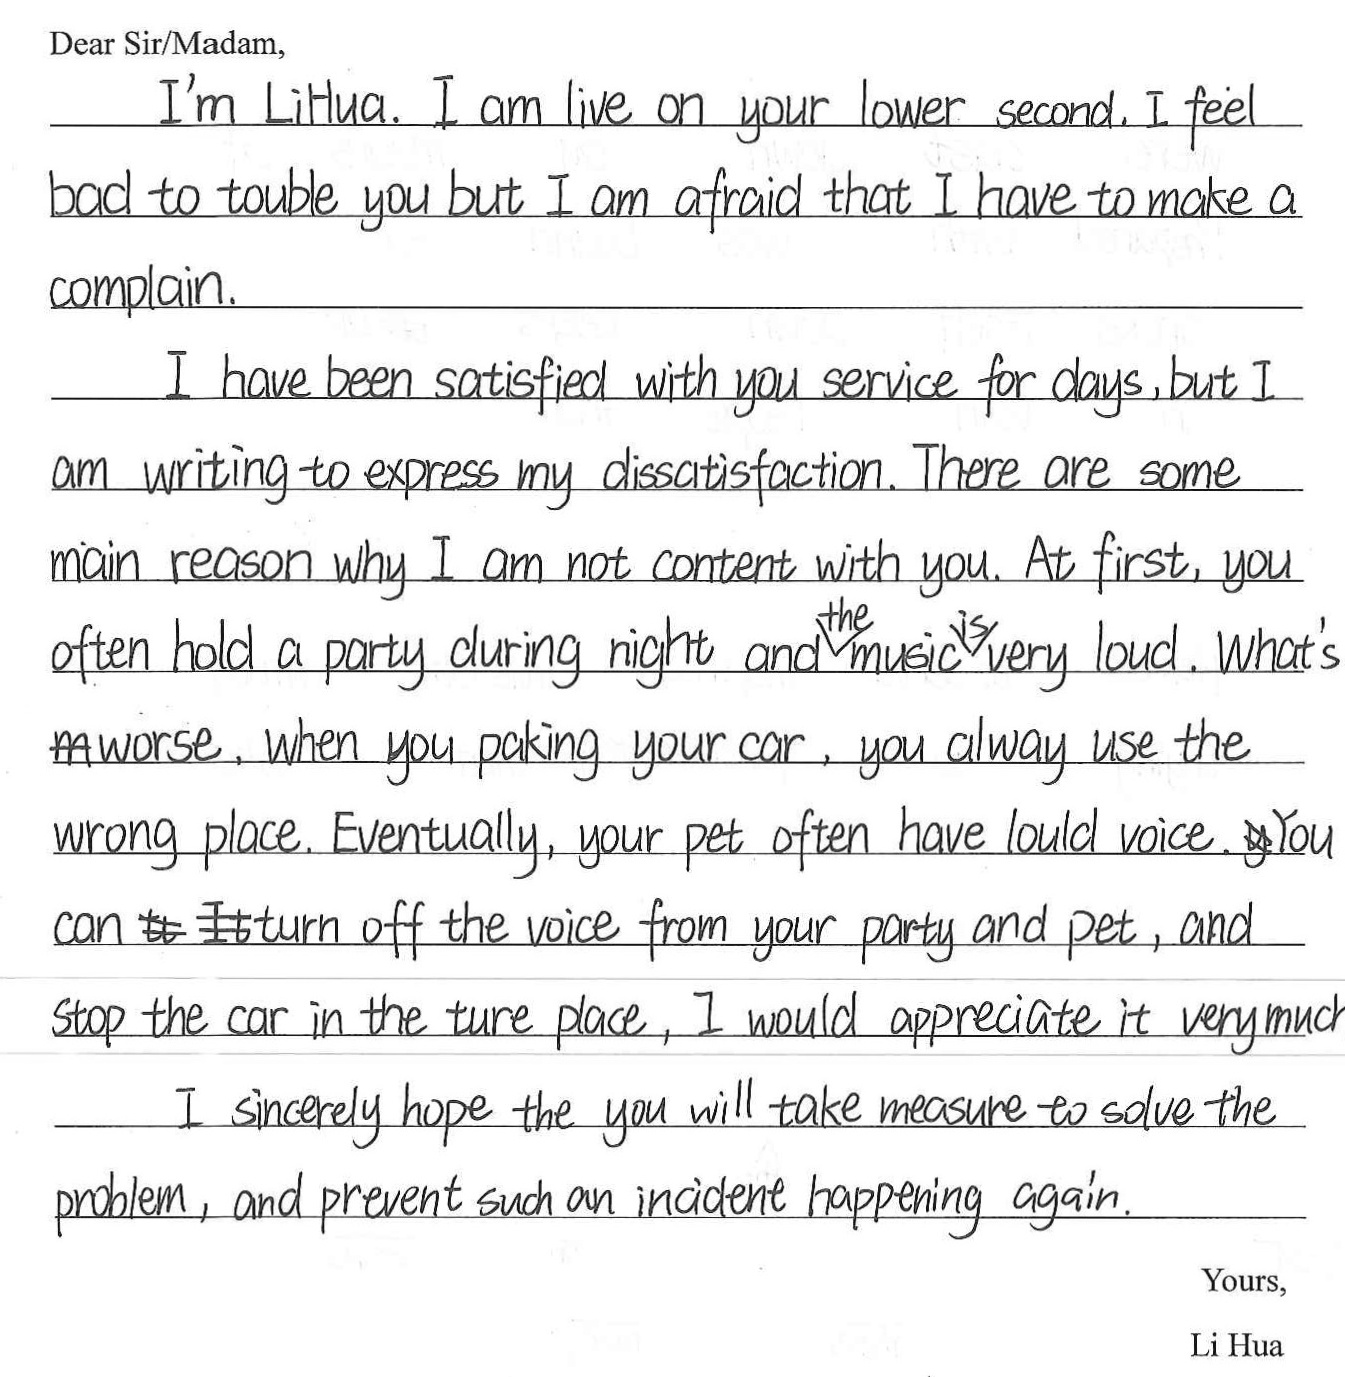 Dear Sir/Madam,
I'm LiHua. I am live on your lower second. I feel
bad to touble you but I am afraid that I have to make a
complain.
I have been satisfied with you service for days, but I
am writing to express my dissatisfaction. There are some
main reason why I am not content with you. At first, you
often hold a party during night and the music is very loud. What's
worse, when you paking your car, you alway use the
wrong place. Eventually, your pet often have lould voice. You
can turn off the voice from your party and pet, and
stop the car in the ture place, I would appreciate it very much
I sincerely hope the you will take measure to solve the
problem, and prevent such an incident happening again.
Yours,
Li Hua